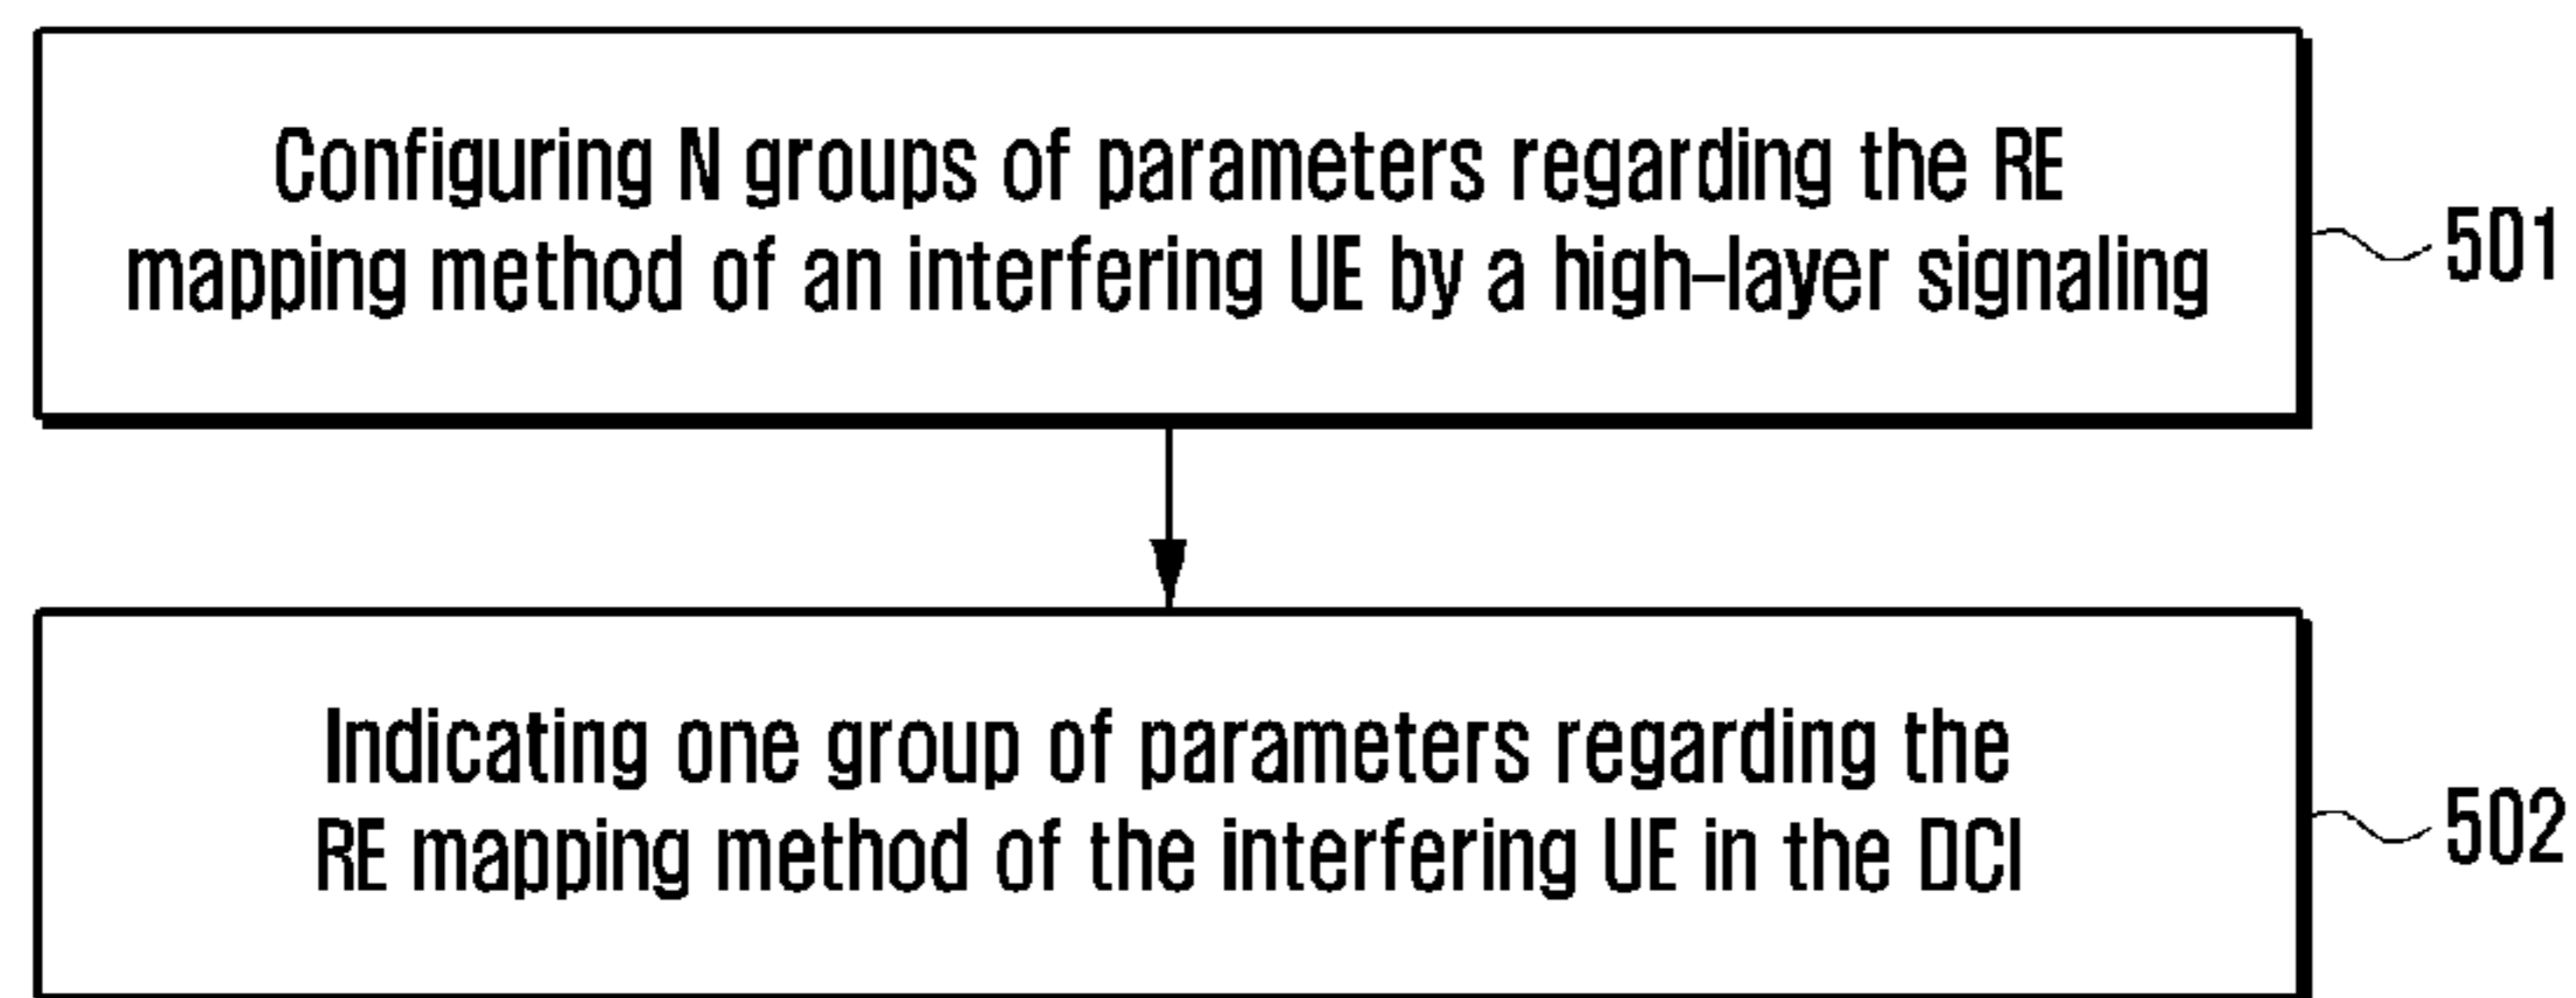 Configuring N groups of parameters regarding the RE
mapping method of an interfering UE by a high-layer signaling
501
Indicating one group of parameters regarding the
RE mapping method of the interfering UE in the DCI
502